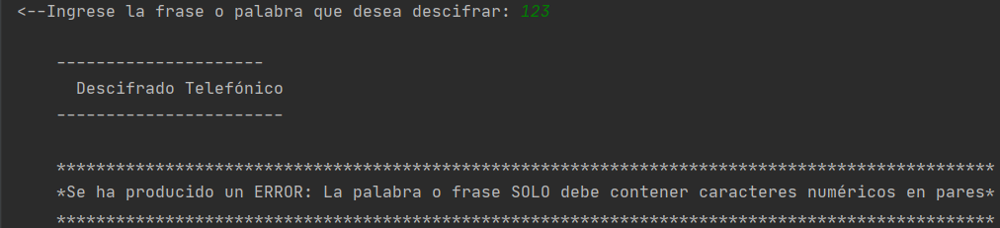 <--Ingrese la frase o palabra que desea descifrar: 123
---------------------
Descifrado Telefónico
-----------------------
***********************************************************************************************
*Se ha producido un ERROR: La palabra o frase SOLO debe contener caracteres numéricos en pares*
***********************************************************************************************